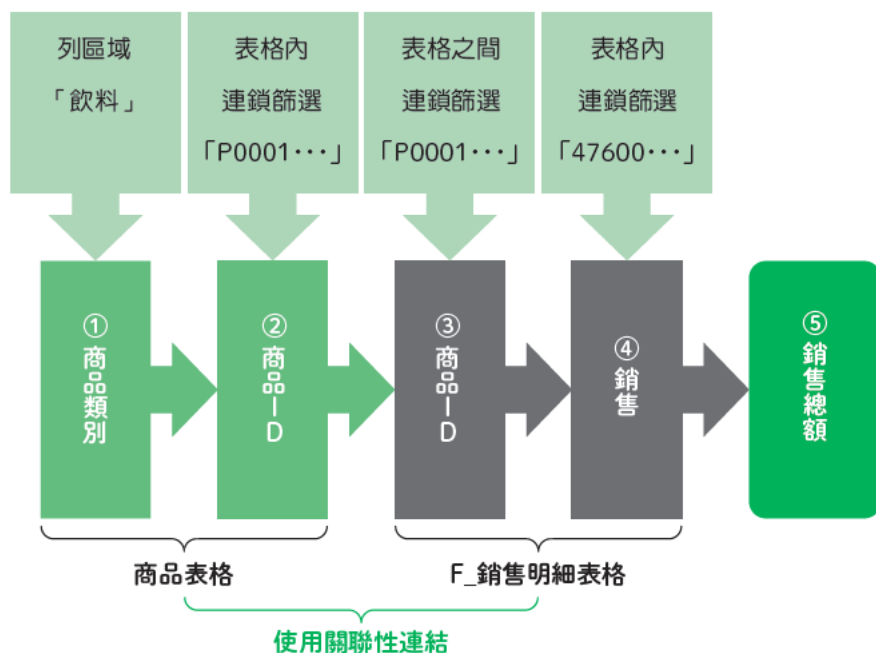 列區域
「飲料」
表格內
連鎖篩選
「P0001···」
表格之間
連鎖篩選
「P0001···」
表格內
連鎖篩選
「47600···」
①商品類別
②商品ID
③商品ID
④銷售
⑤銷售總額
商品表格
F_銷售明細表格
使用關聯性連結